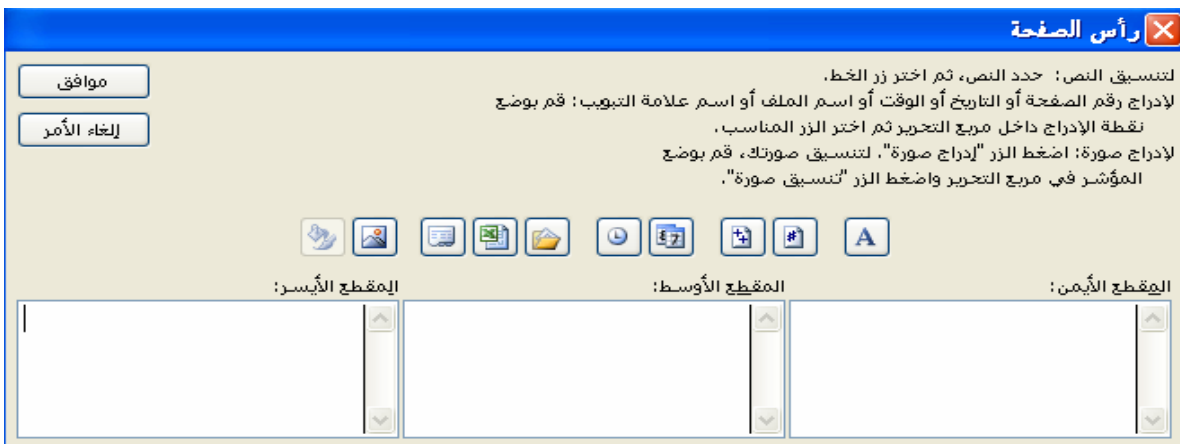 رأس الصفحة
لتنسيق النص: حدد النص، ثم اختر زر الخط.
لإدراج رقم الصفحة أو التاريخ أو الوقت أو اسم الملف أو اسم علامة التبويب: قم بوضع
نقطة الإدراج داخل مربع التحرير ثم اختر الزر المناسب.
لإدراج صورة: اضغط الزر "إدراج صورة". لتنسيق صورتك، قم بوضع
المؤشر في مربع التحرير واضغط الزر "تنسيق صورة".
موافق
إلغاء الأمر
A
المقطع الأيمن:
المقطع الأوسط:
المقطع الأيسر: